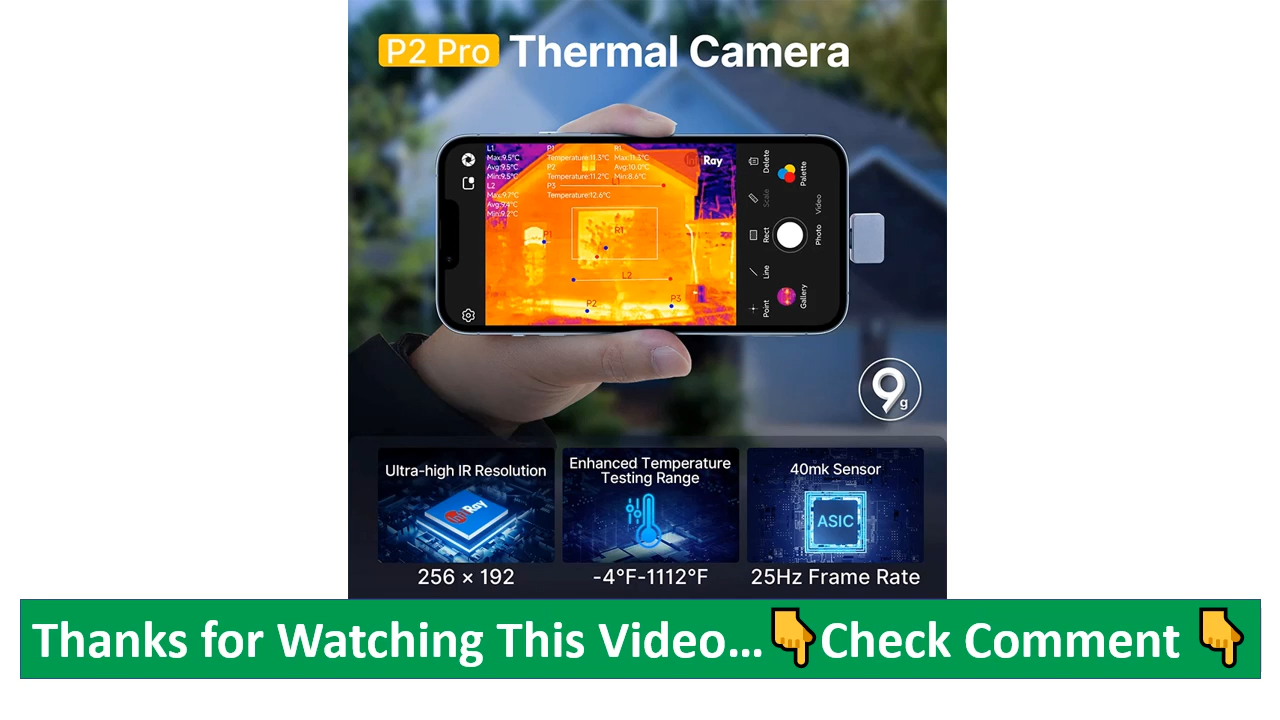 P2 Pro Thermal Camera
L1
Max:9.5°C
Avg:9.5°C
Min:9.5°C
L2
Max:9.7°C
Avg:9.4°C
Min:9.2°C
P1
Temperature:11.3°C
P2
Temperature:11.2°C
P3
Temperature:12.6°C
R1
Max:11.3°C
Avg:10.0°C
Min:8.6°C
InfiRay
L1
P1
R1
L2
P2
P3
Delete
Scale
Rect
Line
Point
Palette
Video
Photo
Gallery
9g
Ultra-high IR Resolution
InfiRay
256 × 192
Enhanced Temperature
Testing Range
-4°F-1112°F
40mk Sensor
ASIC
25Hz Frame Rate
Thanks for Watching This Video...👇Check Comment 👇